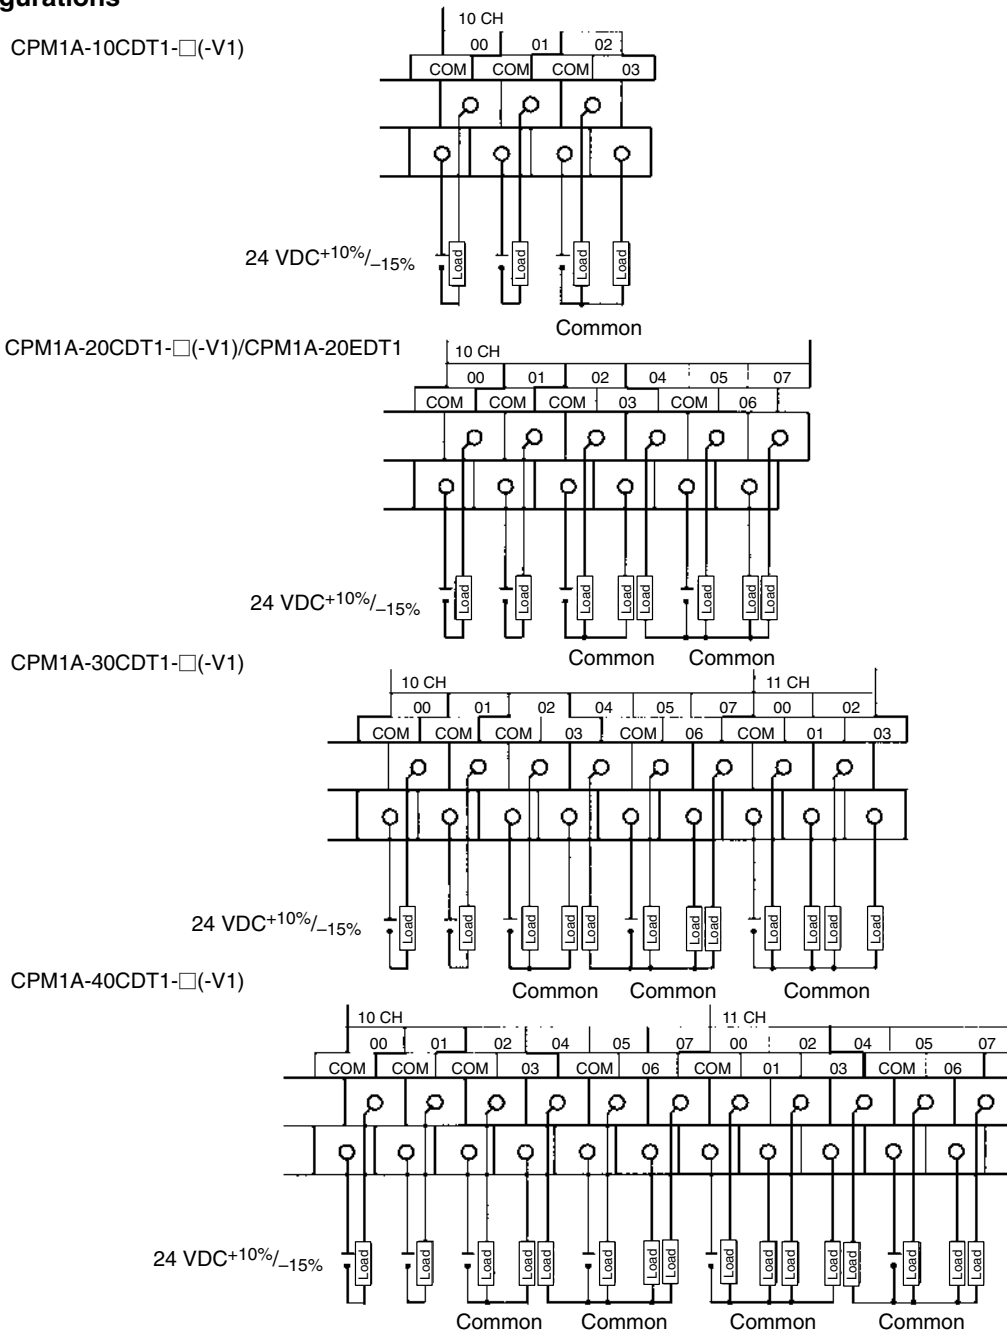 gurations
CPM1A-10CDT1-□(-V1)
10 CH
00 01 02
COM COM COM 03
24 VDC+10%/–15%
Load Load Load Load
Common
CPM1A-20CDT1-□(-V1)/CPM1A-20EDT1
10 CH
00 01 02 04 05 07
COM COM COM 03 COM 06
24 VDC+10%/–15%
Load Load Load Load Load Load Load Load
Common Common
CPM1A-30CDT1-□(-V1)
10 CH 11 CH
00 01 02 04 05 07 00 02
COM COM COM 03 COM 06 COM 01 03
24 VDC+10%/–15%
Load Load Load Load Load Load Load Load Load Load Load Load
Common Common Common
CPM1A-40CDT1-□(-V1)
10 CH 11 CH
00 01 02 04 05 07 00 02 04 05 07
COM COM COM 03 COM 06 COM 01 03 COM 06
24 VDC+10%/–15%
Load Load Load Load Load Load Load Load Load Load Load Load Load Load Load Load
Common Common Common Common